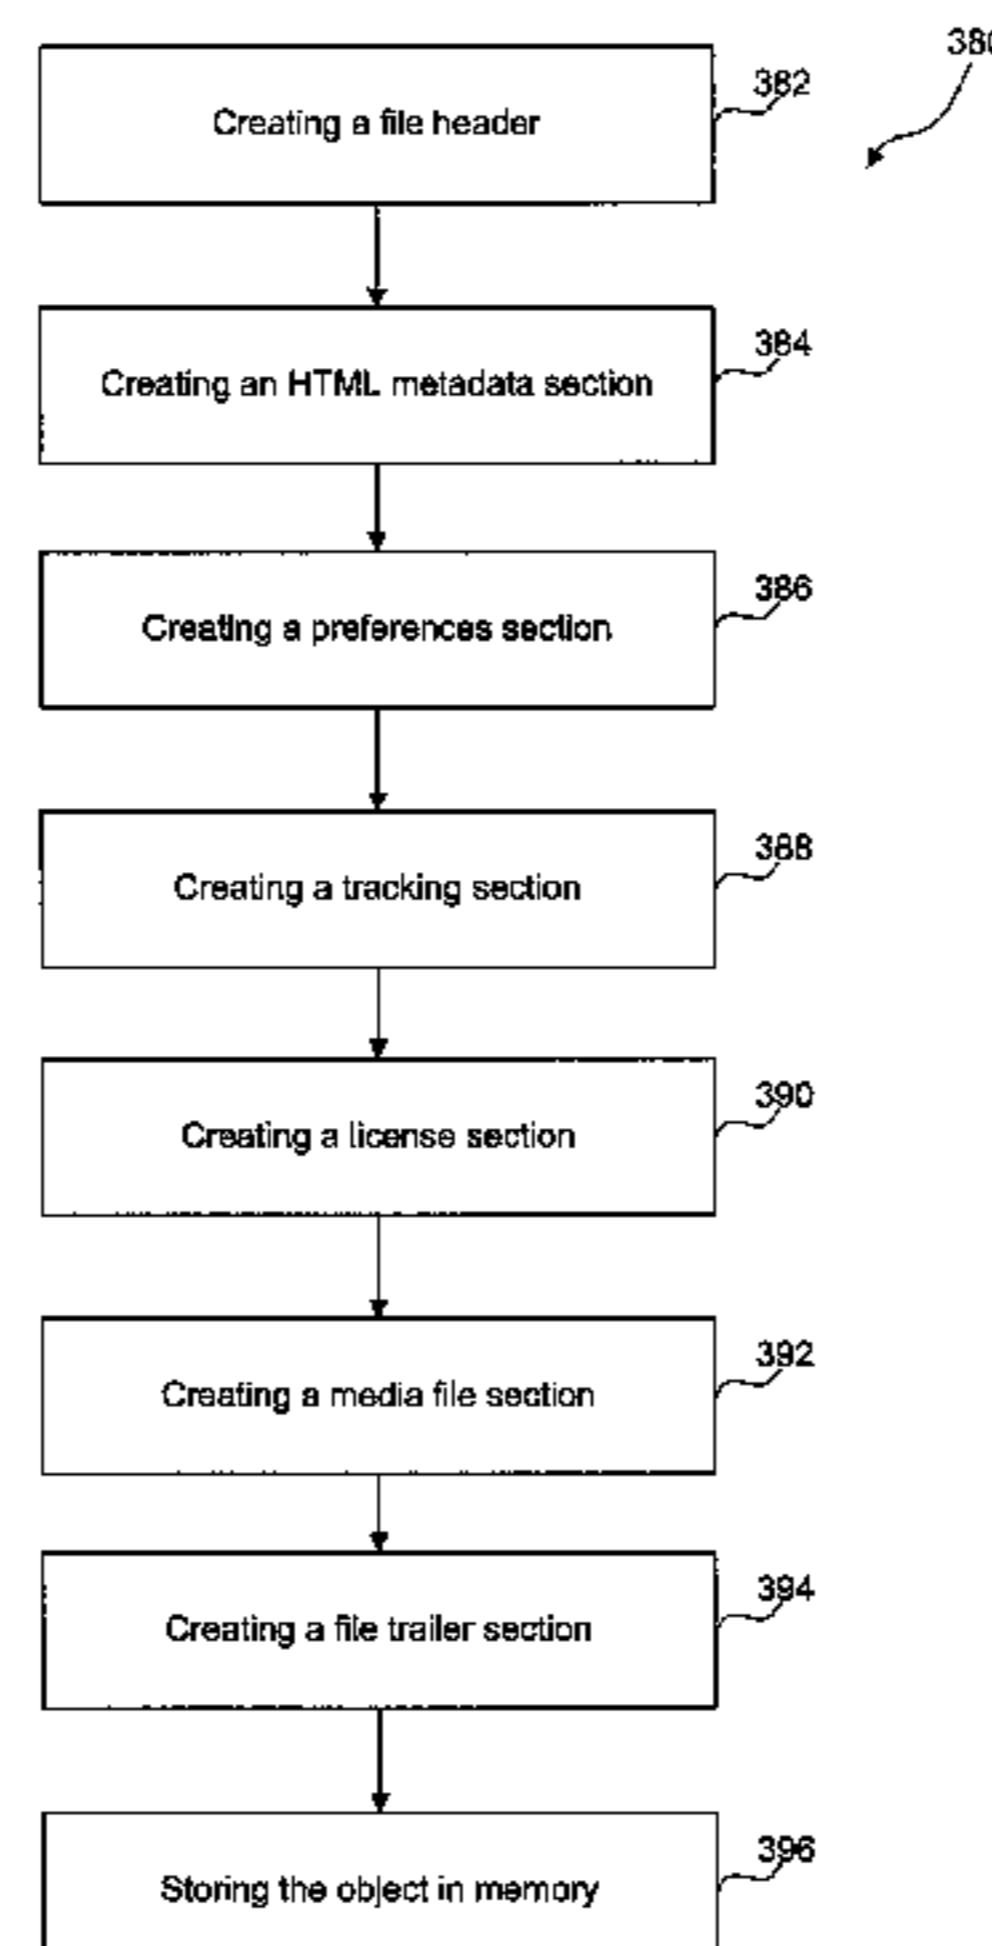 380
382
Creating a file header
384
Creating an HTML metadata section
386
Creating a preferences section
388
Creating a tracking section
390
Creating a license section
392
Creating a media file section
394
Creating a file trailer section
396
Storing the object in memory